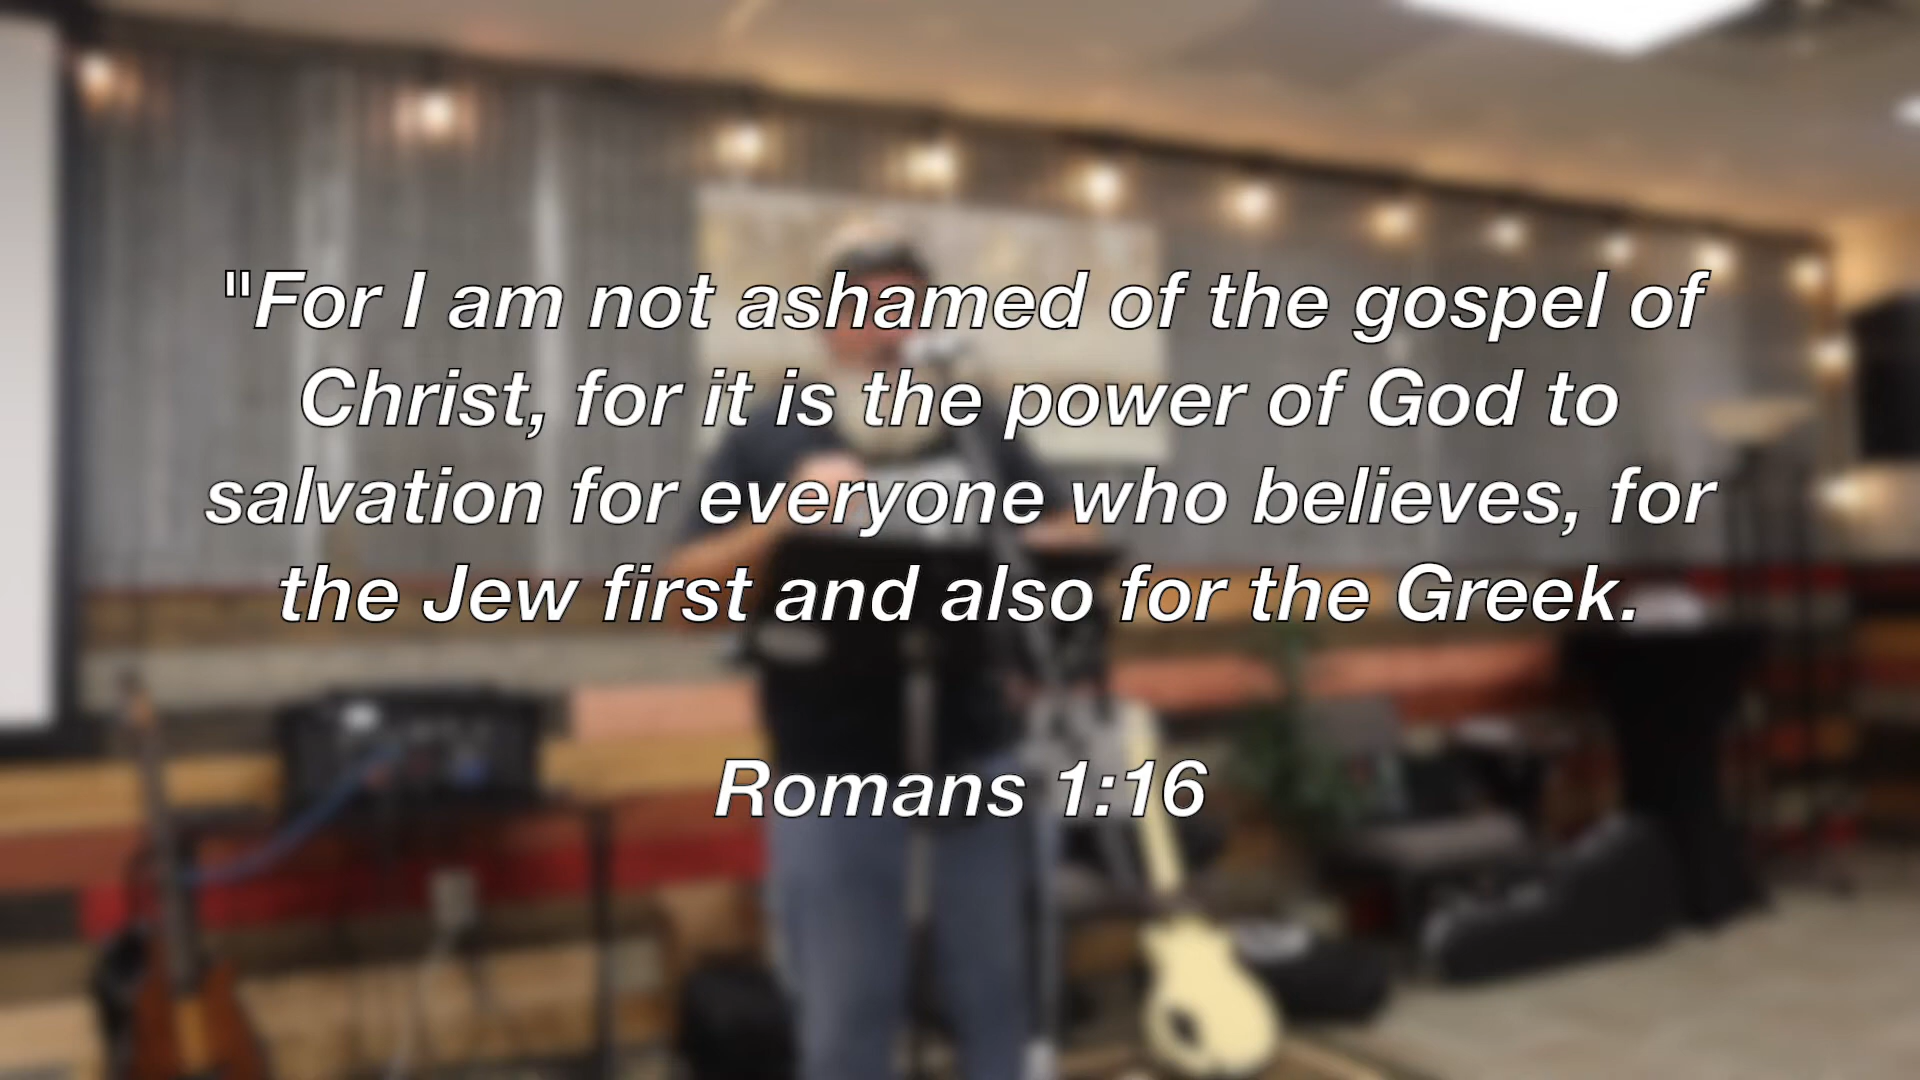 "For I am not ashamed of the gospel of
Christ, for it is the power of God to
salvation for everyone who believes, for
the Jew first and also for the Greek.
Romans 1:16